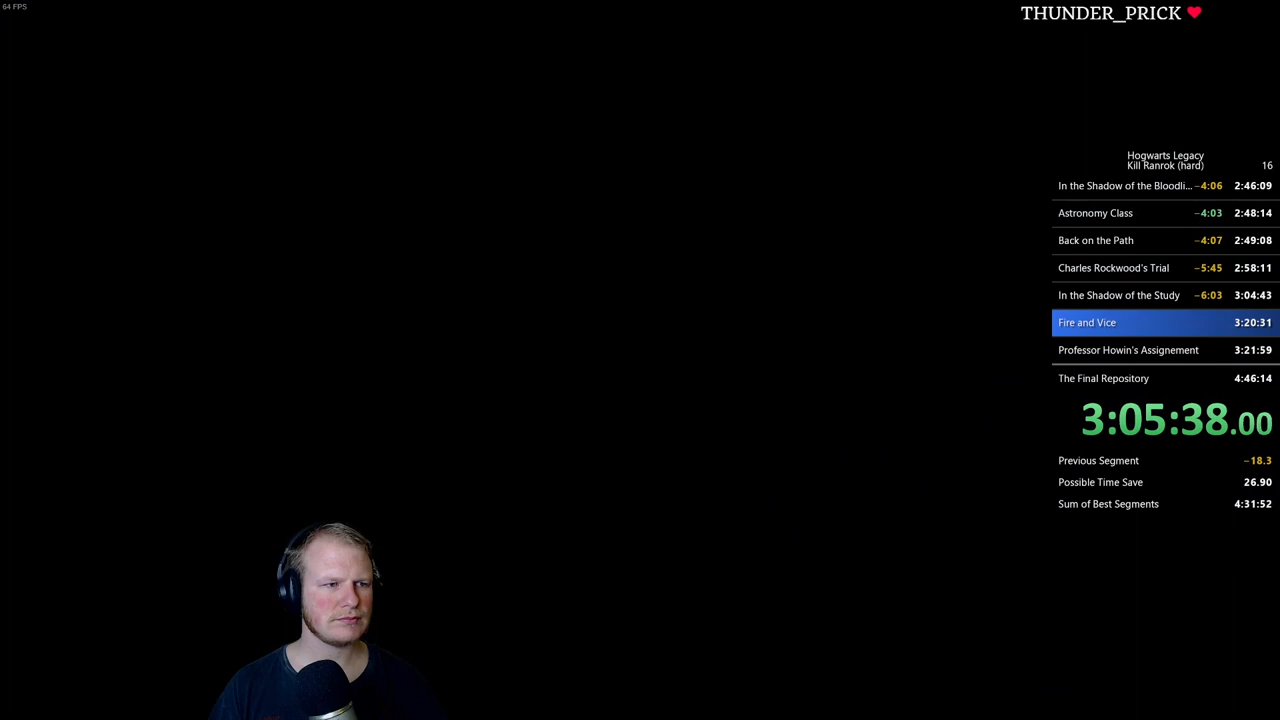 64 FPS
THUNDER_PRICK ❤
Hogwarts Legacy
Kill Ranrok (hard) 16
In the Shadow of the Bloodli... −4:06 2:46:09
Astronomy Class −4:03 2:48:14
Back on the Path −4:07 2:49:08
Charles Rockwood's Trial −5:45 2:58:11
In the Shadow of the Study −6:03 3:04:43
Fire and Vice 3:20:31
Professor Howin's Assignement 3:21:59
The Final Repository 4:46:14
3:05:38.00
Previous Segment −18.3
Possible Time Save 26.90
Sum of Best Segments 4:31:52